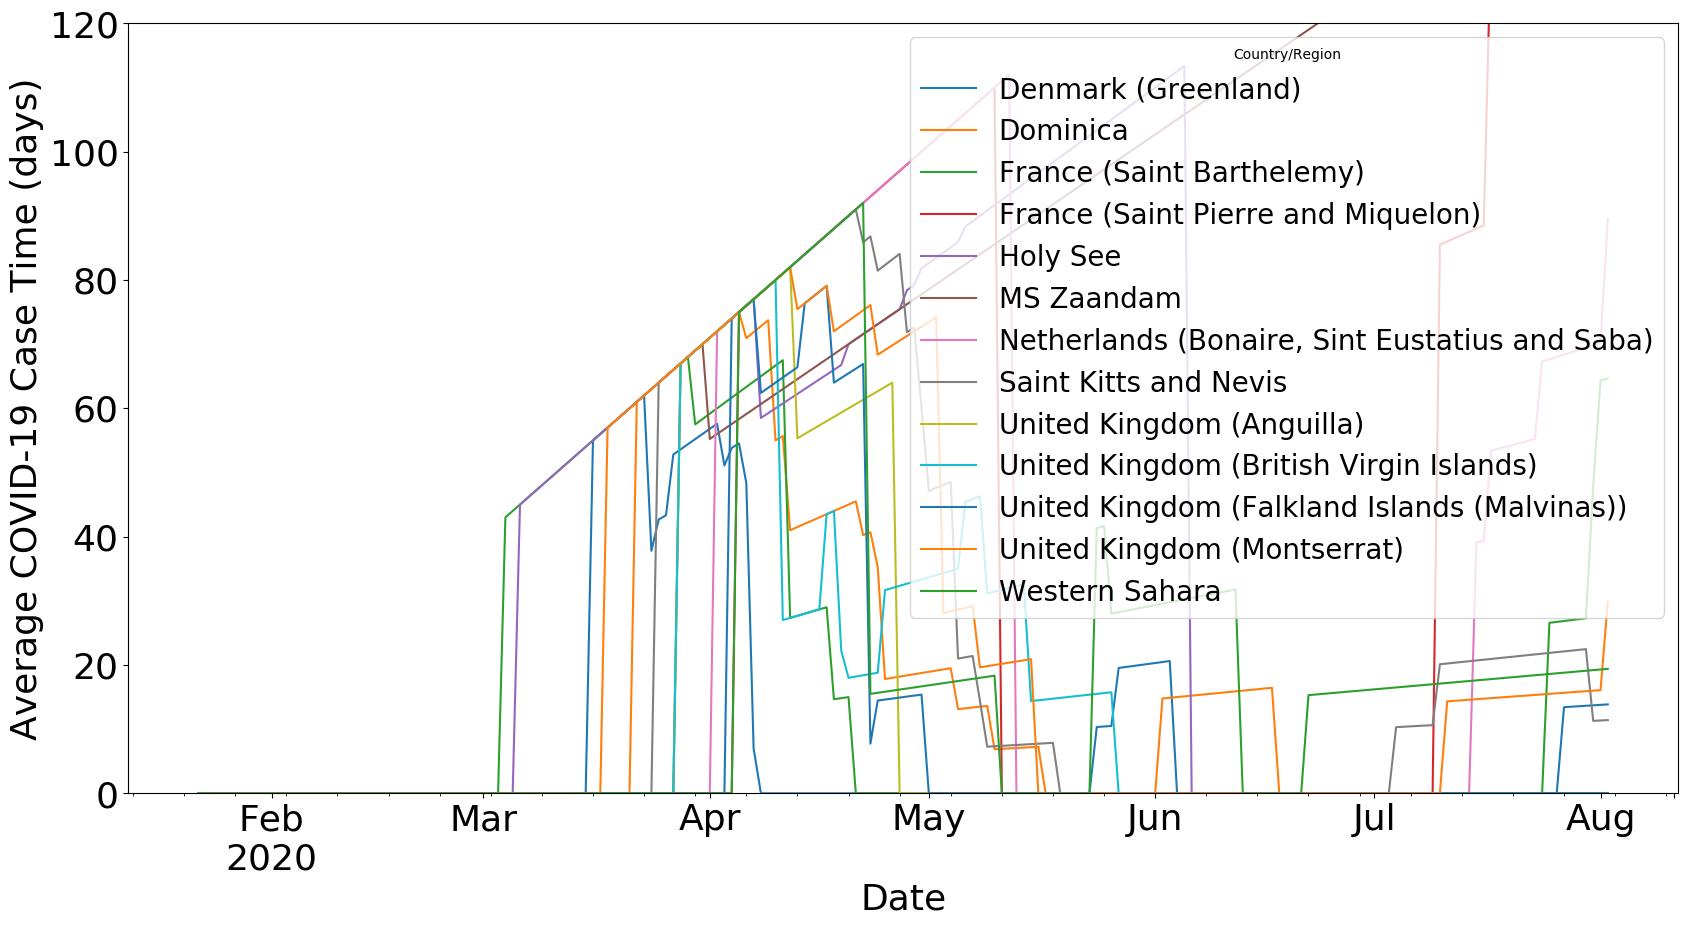 Average COVID-19 Case Time (days)
120
100
80
60
40
20
0
Country/Region
Denmark (Greenland)
Dominica
France (Saint Barthelemy)
France (Saint Pierre and Miquelon)
Holy See
MS Zaandam
Netherlands (Bonaire, Sint Eustatius and Saba)
Saint Kitts and Nevis
United Kingdom (Anguilla)
United Kingdom (British Virgin Islands)
United Kingdom (Falkland Islands (Malvinas))
United Kingdom (Montserrat)
Western Sahara
Feb Mar Apr May Jun Jul Aug
2020
Date